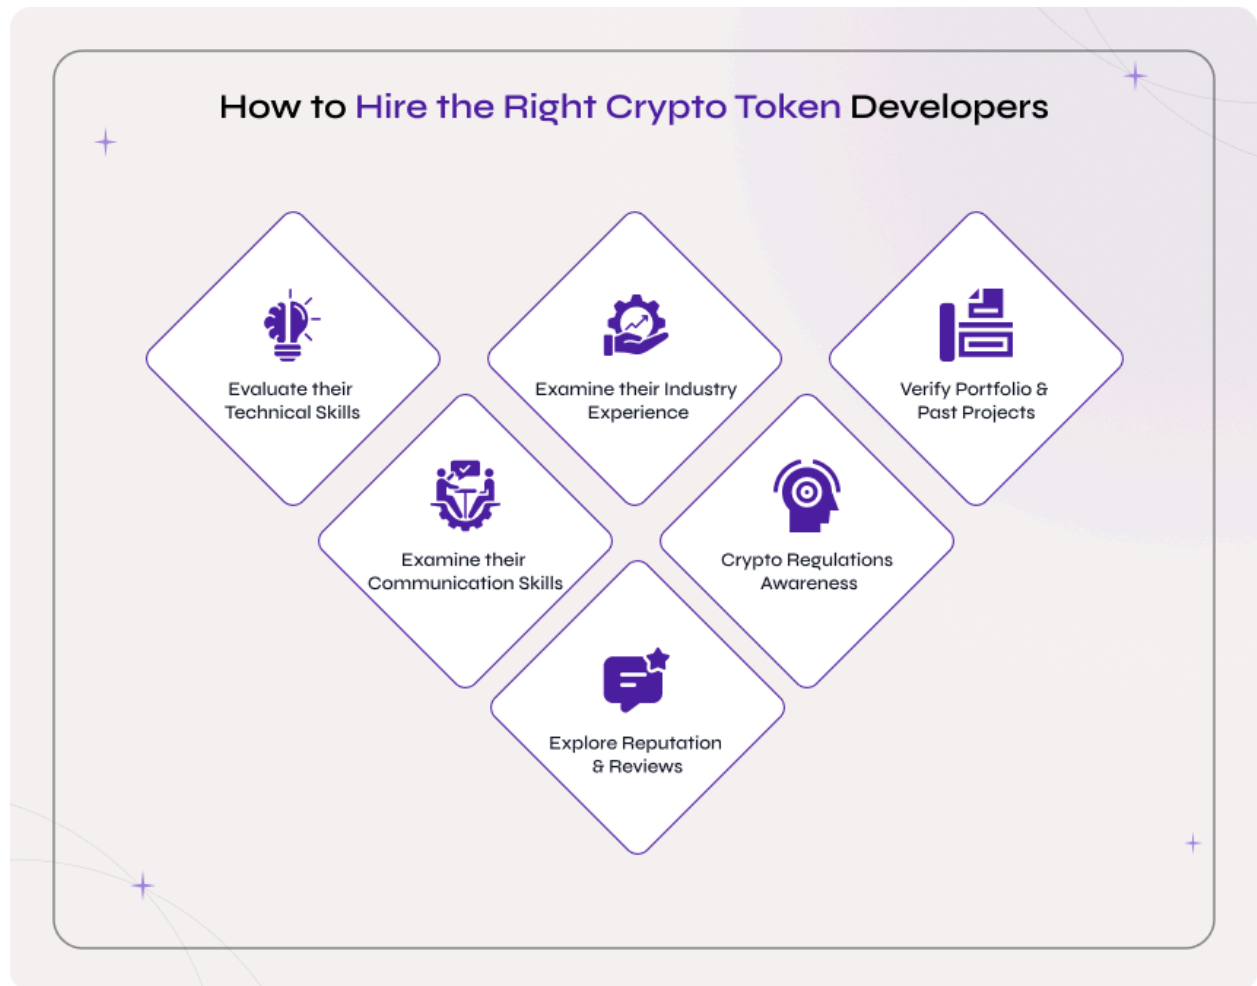 How to Hire the Right Crypto Token Developers
Evaluate their
Technical Skills
Examine their Industry
Experience
Verify Portfolio &
Past Projects
Examine their
Communication Skills
Crypto Regulations
Awareness
Explore Reputation
& Reviews